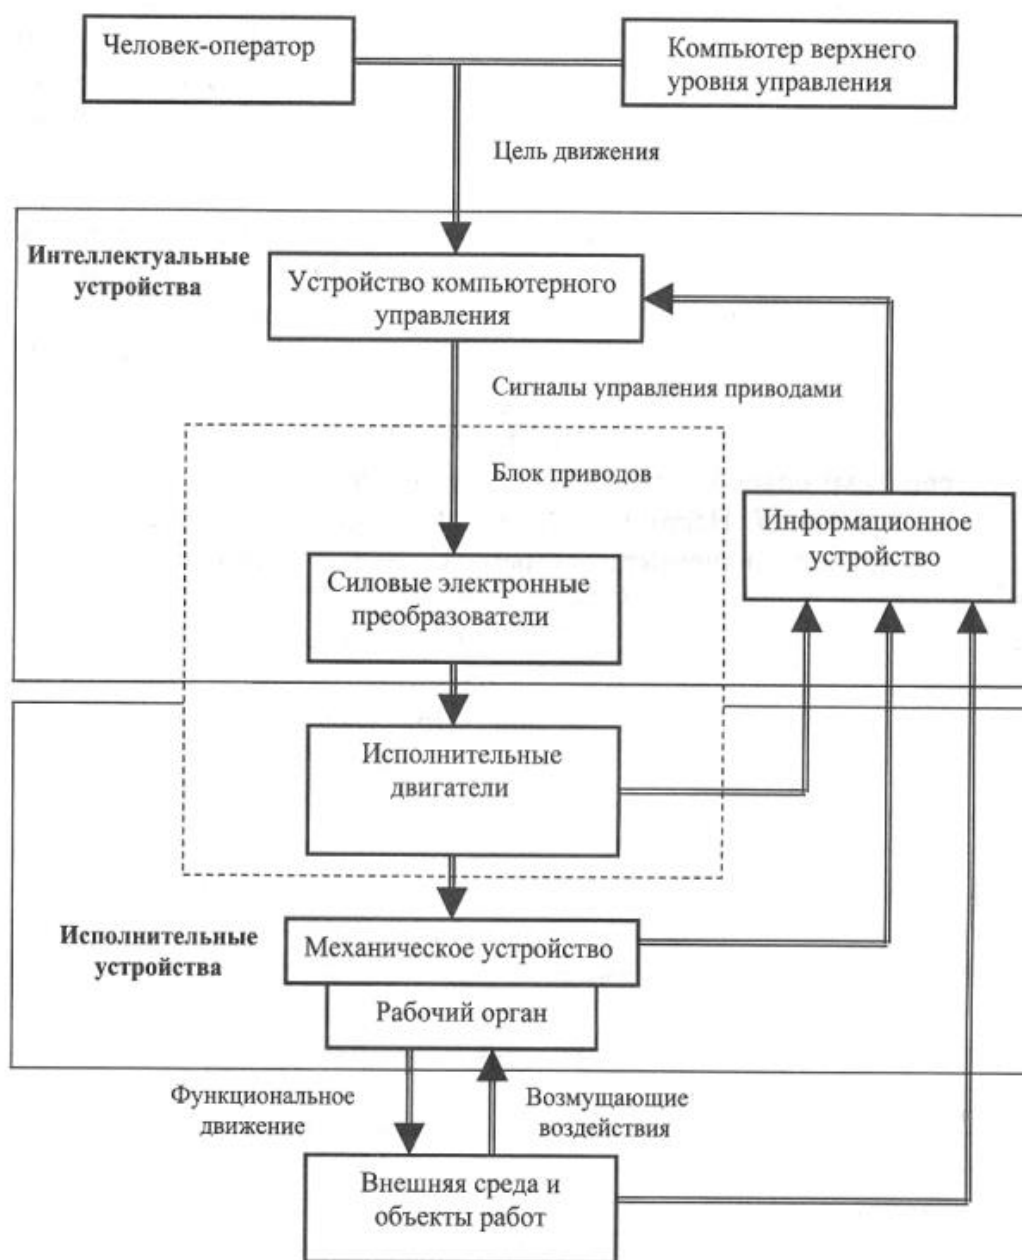 Человек-оператор
Компьютер верхнего
уровня управления
Цель движения
Интеллектуальные
устройства
Устройство компьютерного
управления
Сигналы управления приводами
Блок приводов
Информационное
устройство
Силовые электронные
преобразователи
Исполнительные
двигатели
Исполнительные
устройства
Механическое устройство
Рабочий орган
Функциональное
движение
Возмущающие
воздействия
Внешняя среда и
объекты работ